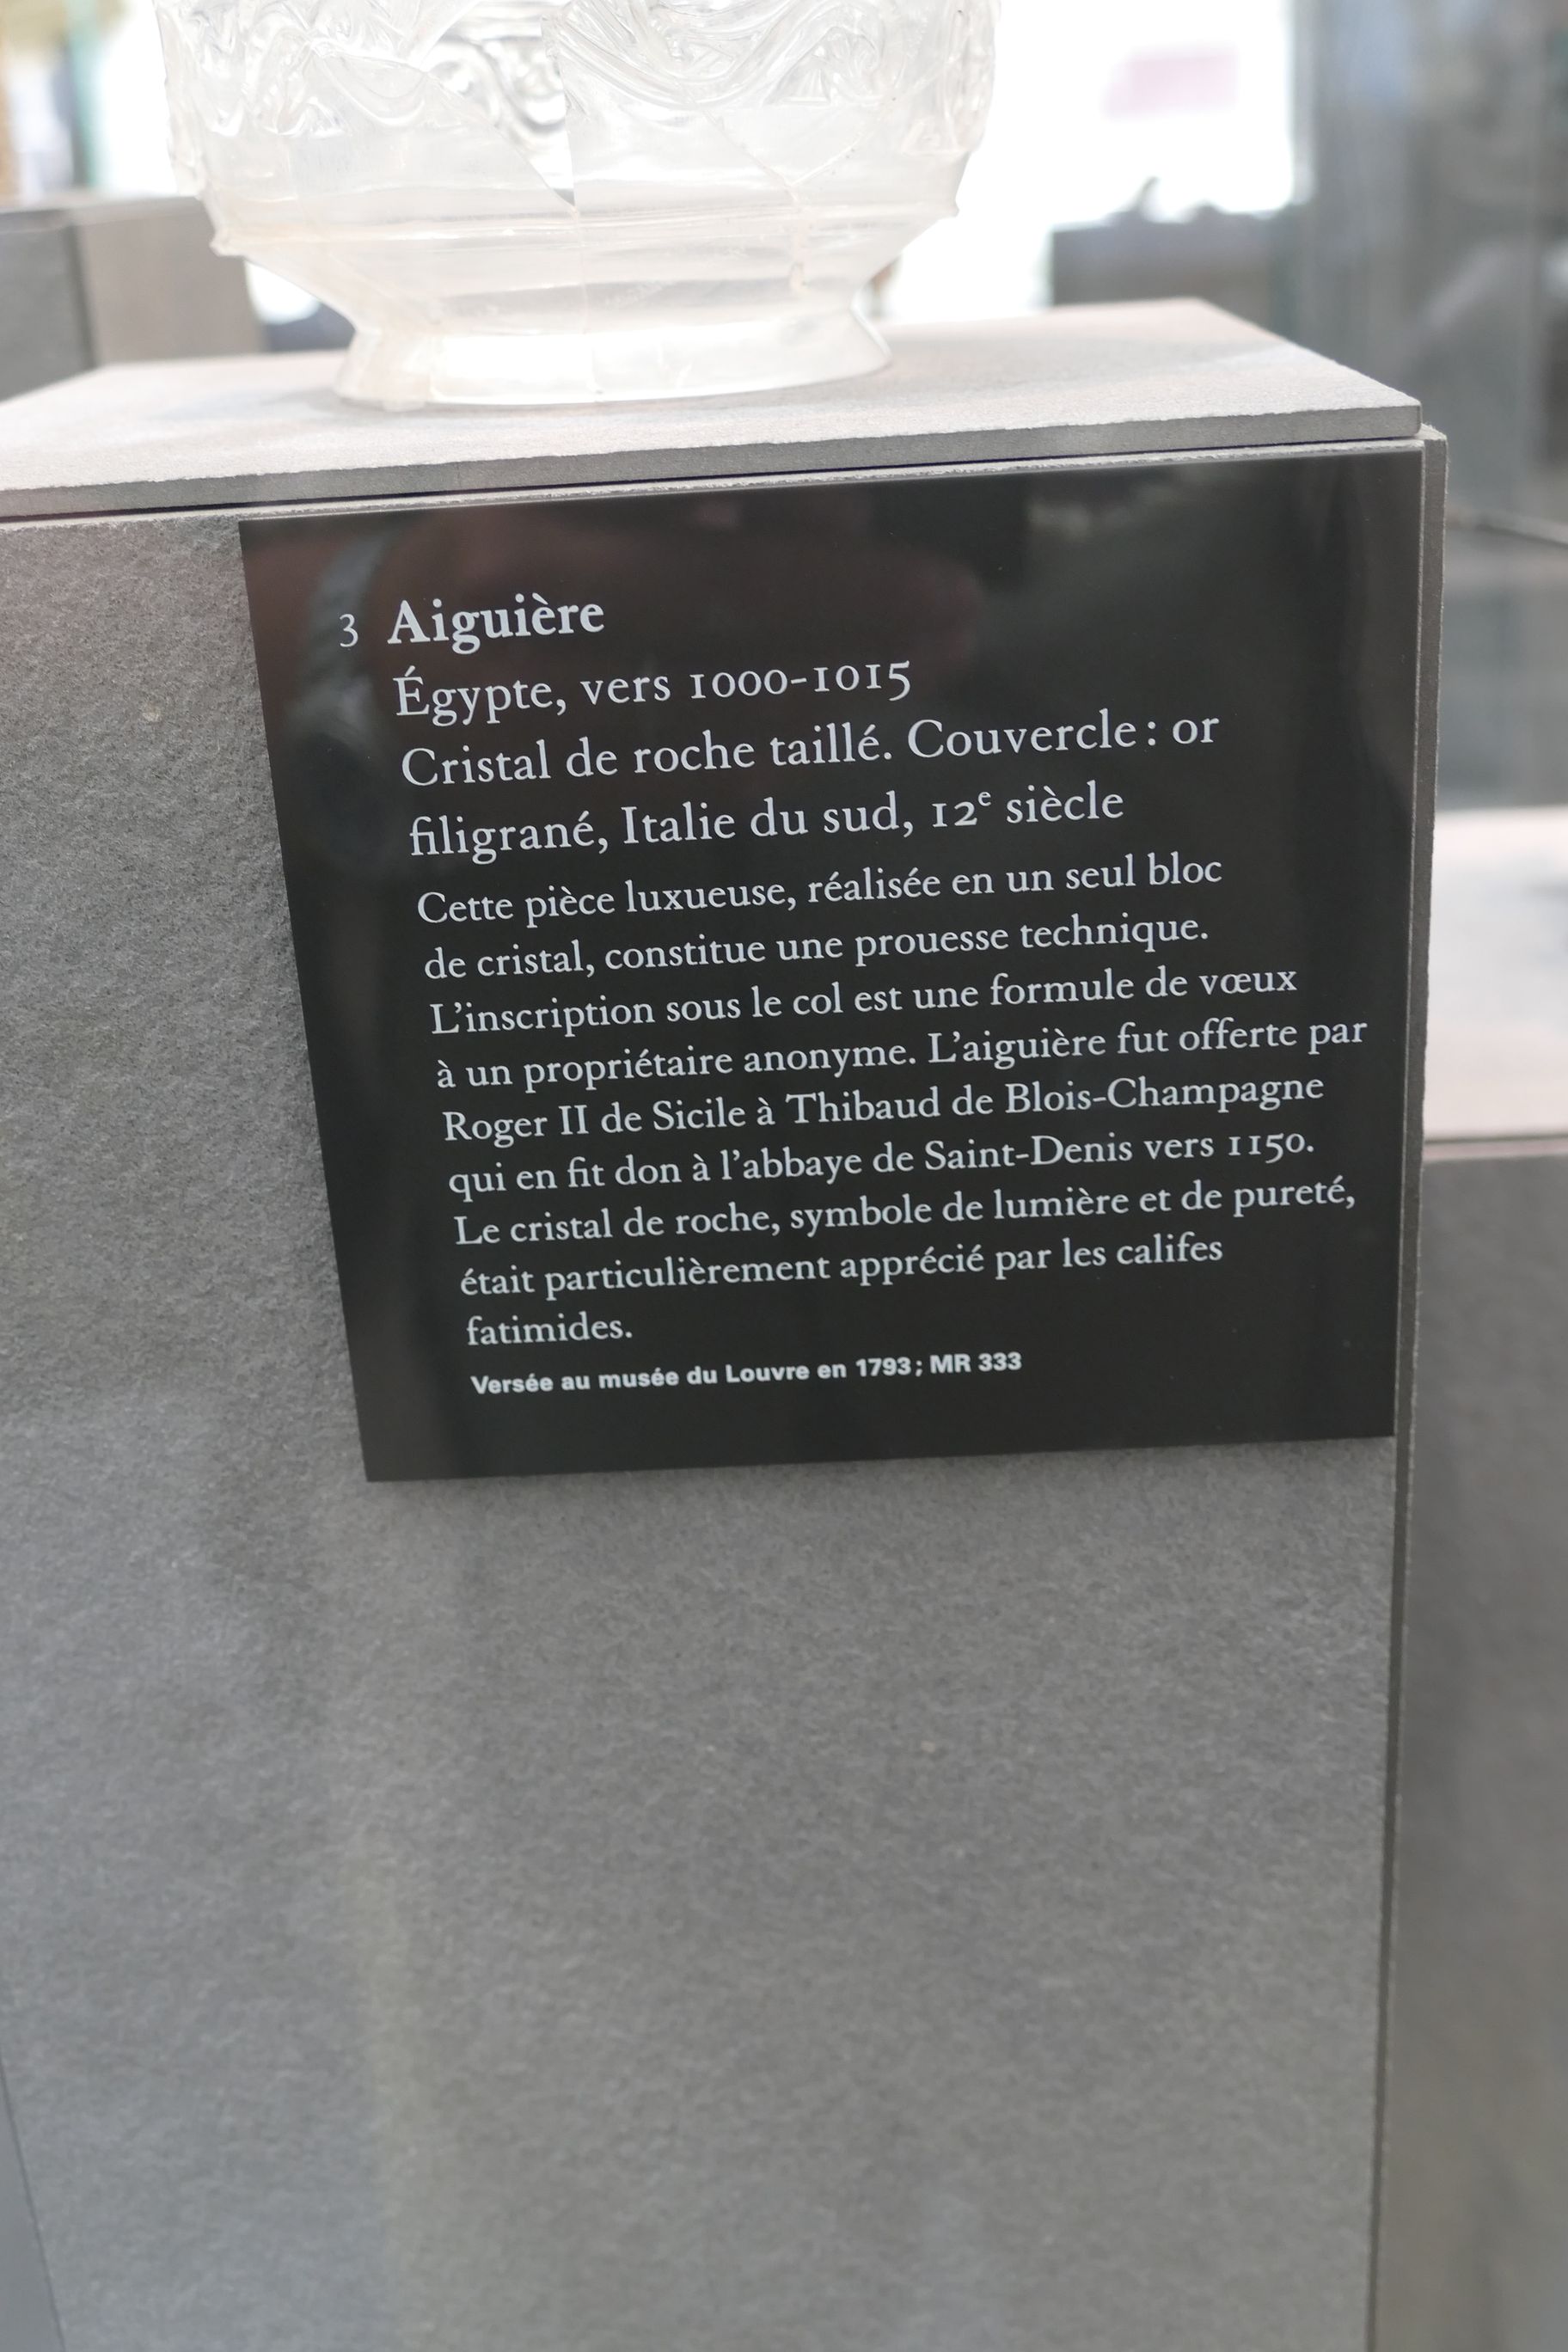 3 Aiguière
Égypte, vers 1000-1015
Cristal de roche taillé. Couvercle : or
filigrané, Italie du sud, 12e siècle
Cette pièce luxueuse, réalisée en un seul bloc
de cristal, constitue une prouesse technique.
L'inscription sous le col est une formule de vœux
à un propriétaire anonyme. L'aiguière fut offerte par
Roger II de Sicile à Thibaud de Blois-Champagne
qui en fit don à l'abbaye de Saint-Denis vers 1150.
Le cristal de roche, symbole de lumière et de pureté,
était particulièrement apprécié par les califes
fatimides.
Versée au musée du Louvre en 1793 ; MR 333